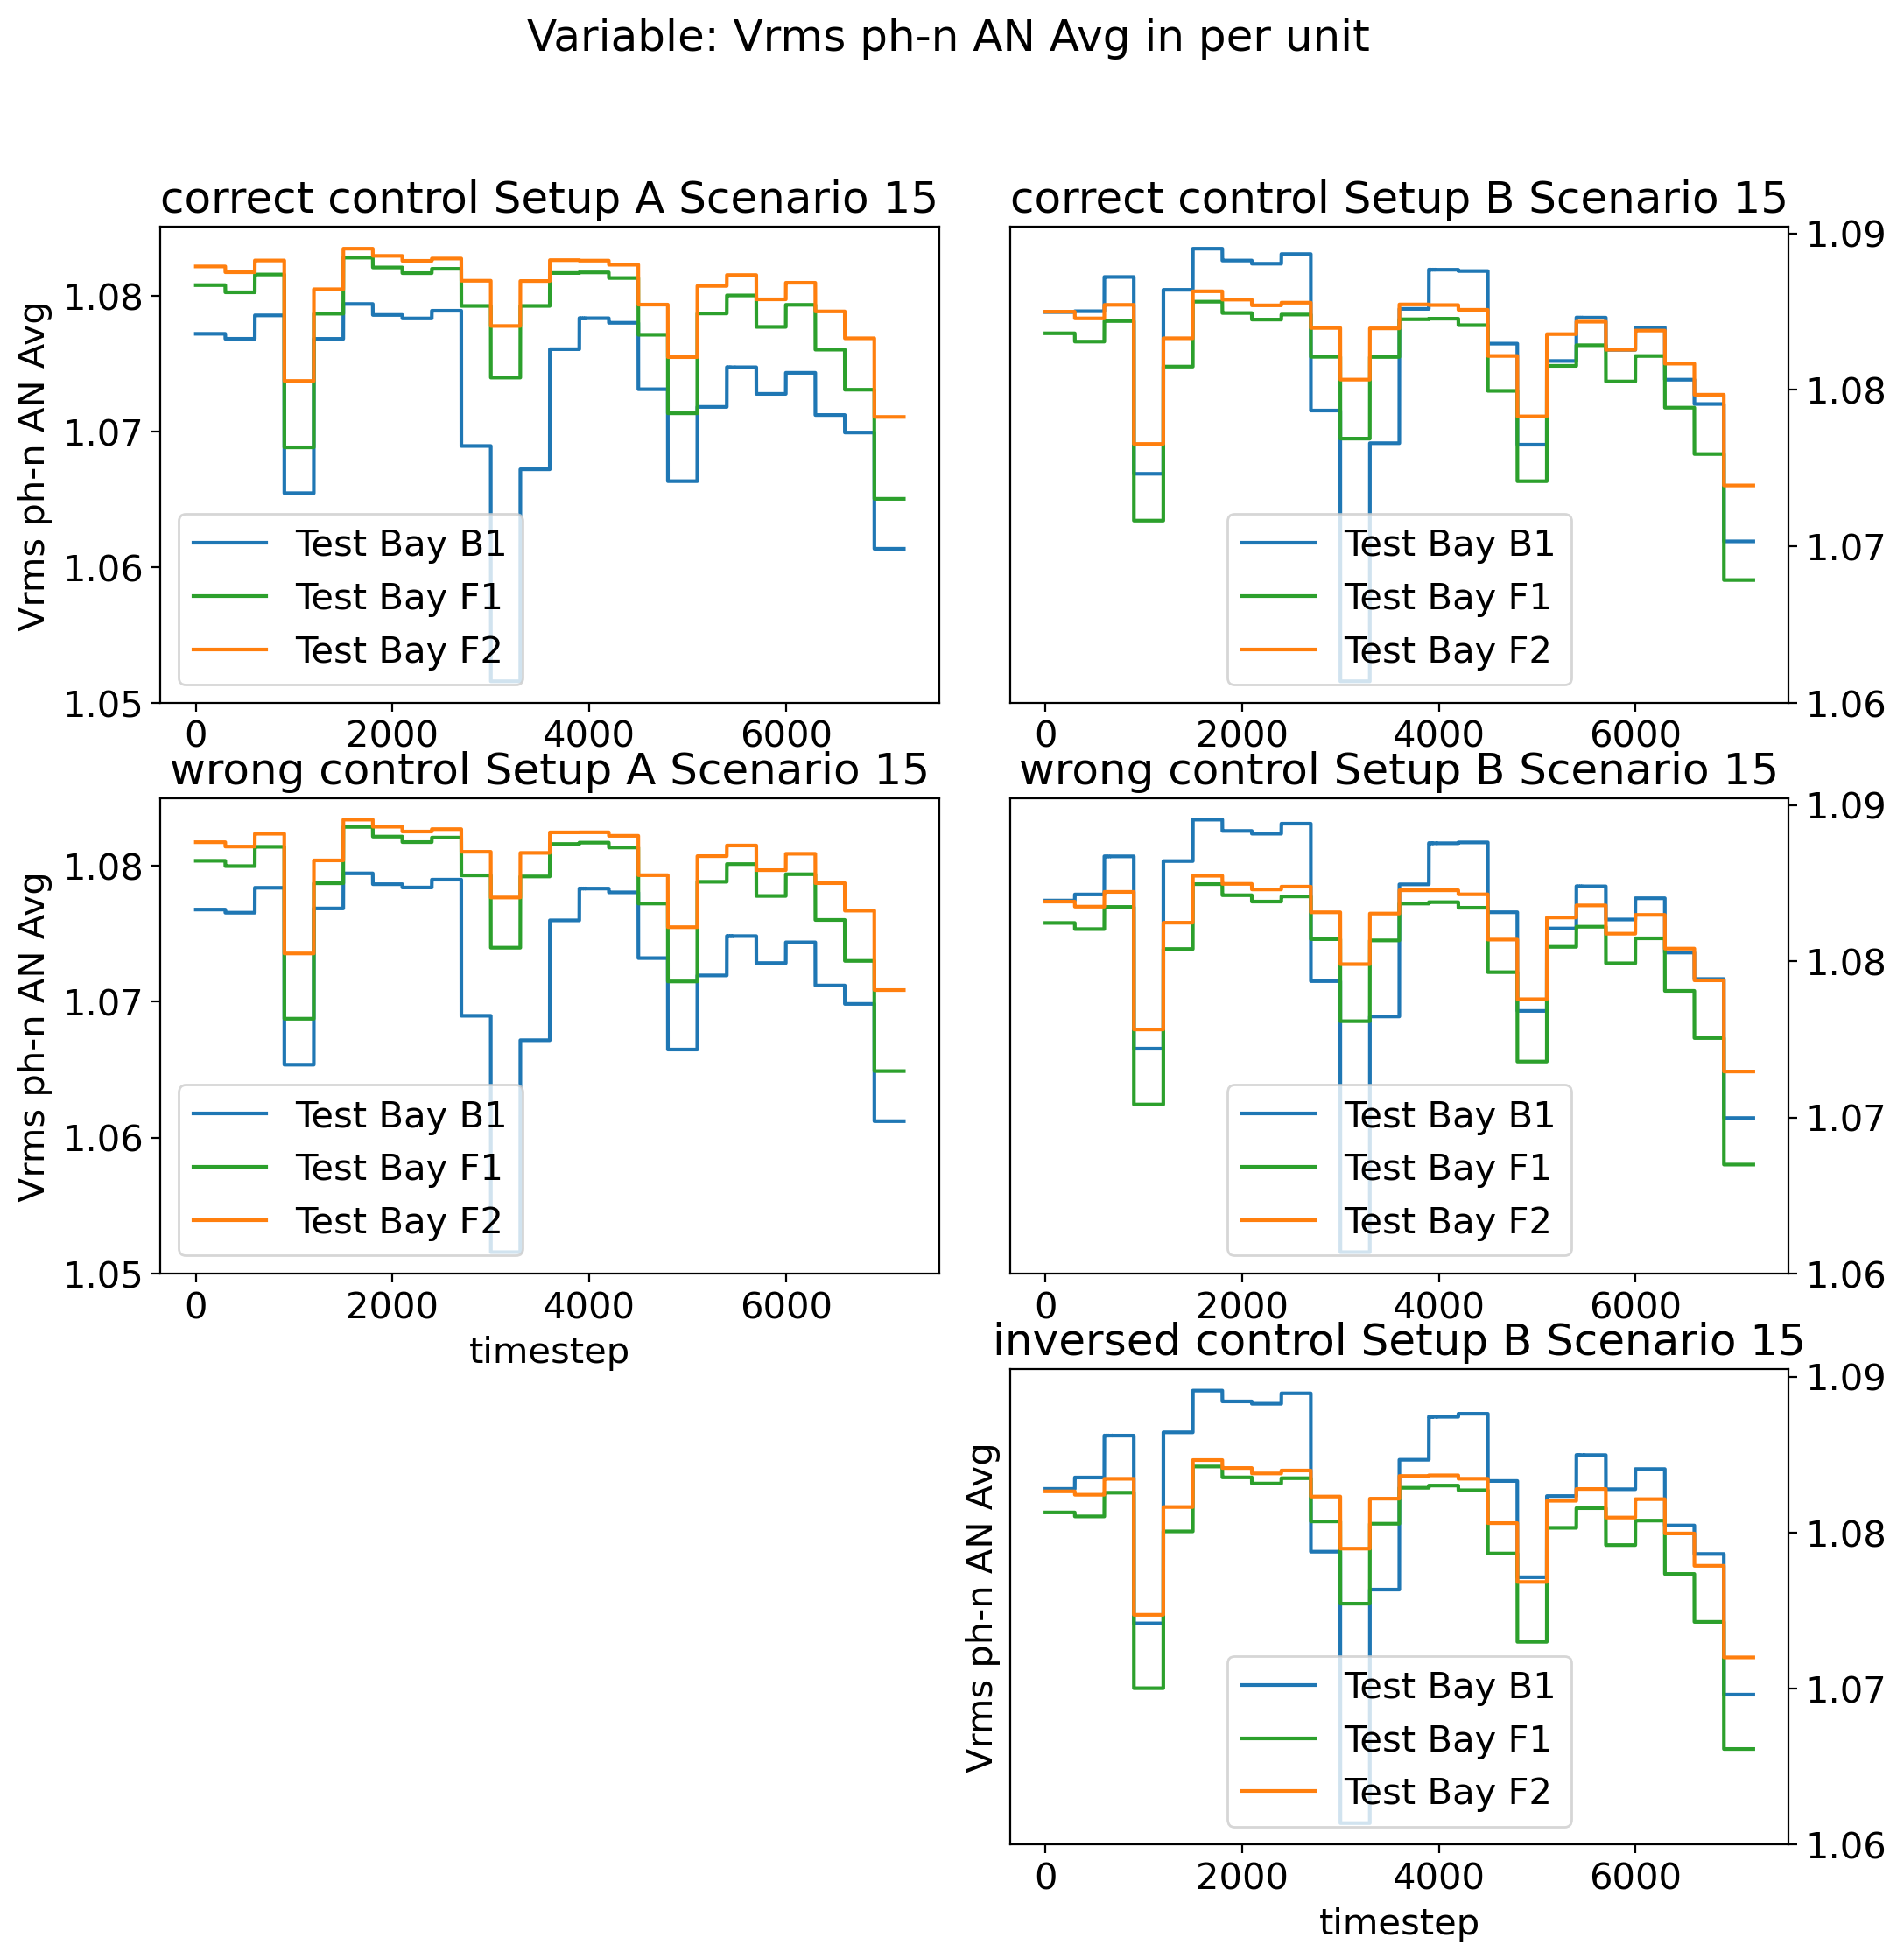 Variable: Vrms ph-n AN Avg in per unit
correct control Setup A Scenario 15
Vrms ph-n AN Avg
1.08
1.07
1.06
1.05
0 2000 4000 6000
Test Bay B1
Test Bay F1
Test Bay F2
correct control Setup B Scenario 15
1.09
1.08
1.07
1.06
0 2000 4000 6000
Test Bay B1
Test Bay F1
Test Bay F2
wrong control Setup A Scenario 15
Vrms ph-n AN Avg
1.08
1.07
1.06
1.05
0 2000 4000 6000
timestep
Test Bay B1
Test Bay F1
Test Bay F2
wrong control Setup B Scenario 15
1.09
1.08
1.07
1.06
0 2000 4000 6000
Test Bay B1
Test Bay F1
Test Bay F2
inversed control Setup B Scenario 15
Vrms ph-n AN Avg
1.09
1.08
1.07
1.06
0 2000 4000 6000
timestep
Test Bay B1
Test Bay F1
Test Bay F2